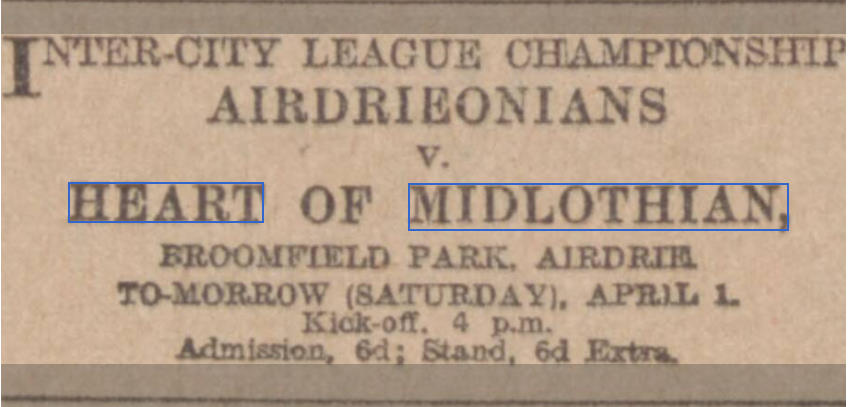 INTER-CITY LEAGUE CHAMPIONSHIP
AIRDRIEONIANS
v.
HEART OF MIDLOTHIAN,
BROOMFIELD PARK, AIRDRIE.
TO-MORROW (SATURDAY), APRIL 1.
Kick-off, 4 p.m.
Admission, 6d; Stand, 6d Extra.